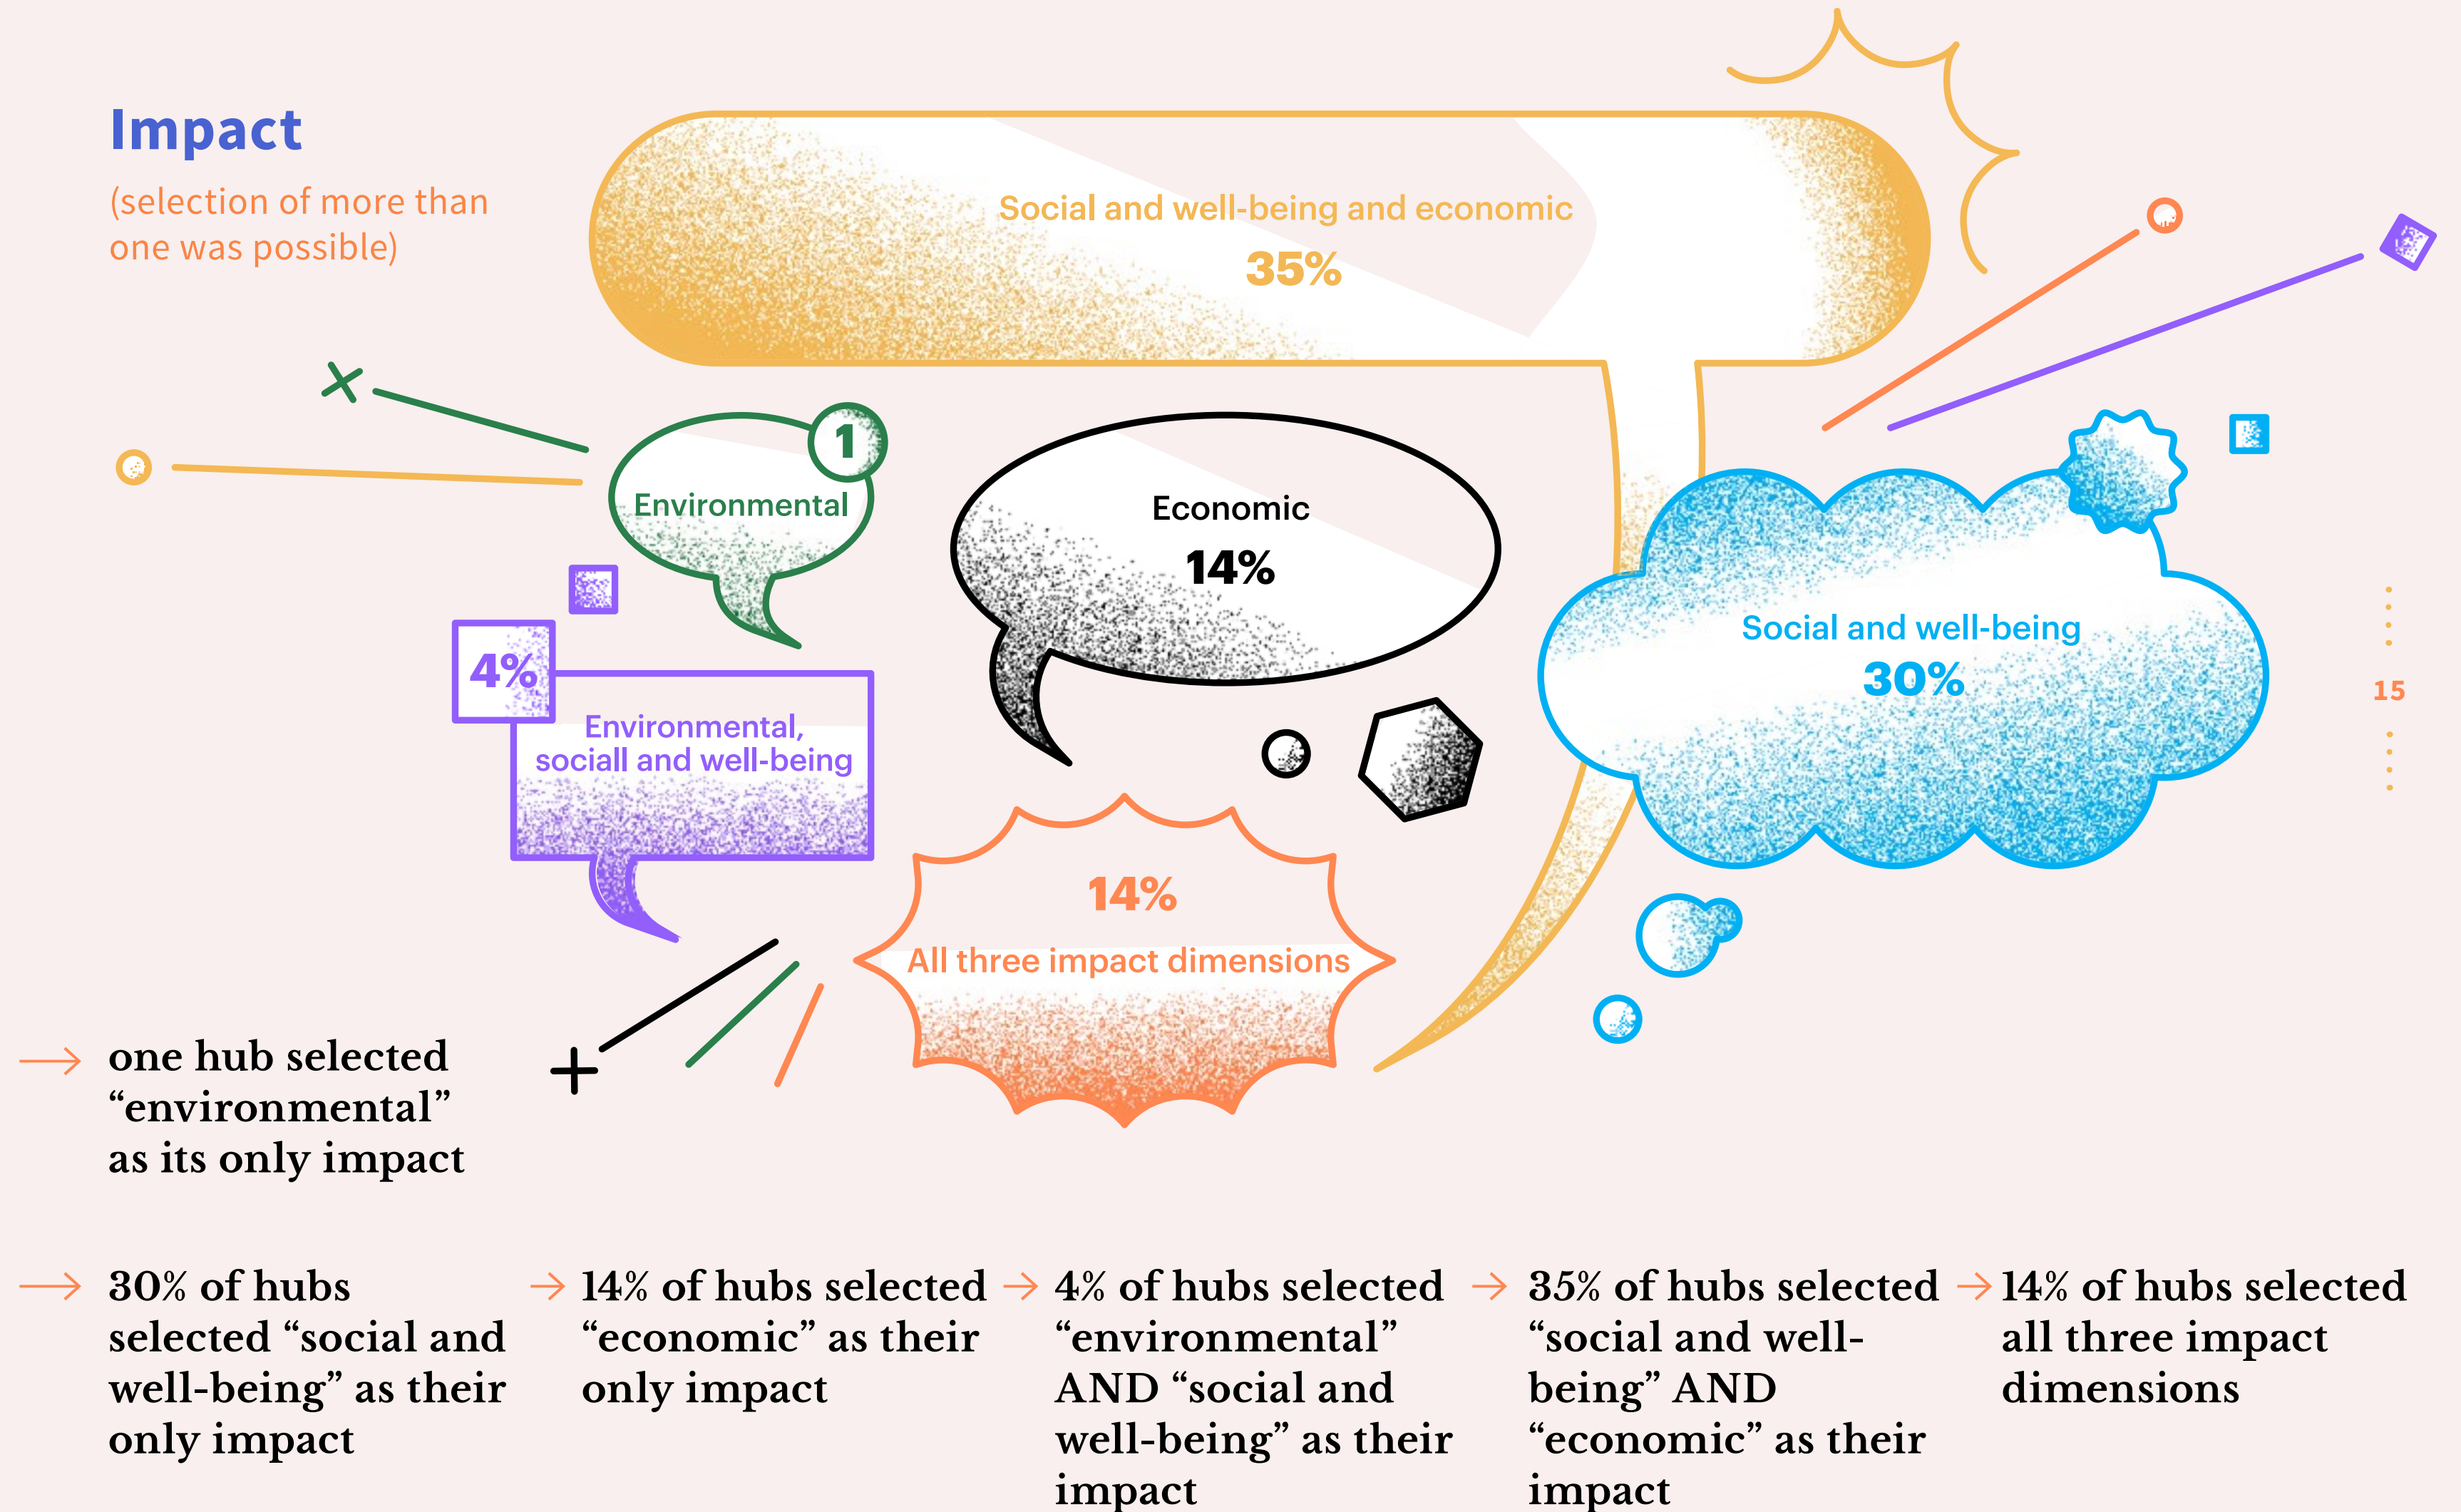 Impact
(selection of more than
one was possible)
Social and well-being and economic
35%
1
Environmental
Economic
14%
Social and well-being
30%
4%
Environmental,
sociall and well-being
15
14%
All three impact dimensions
one hub selected
“environmental”
as its only impact
30% of hubs
selected “social and
well-being” as their
only impact
14% of hubs selected
“economic” as their
only impact
4% of hubs selected
“environmental”
AND “social and
well-being” as their
impact
35% of hubs selected
“social and well-
being” AND
“economic” as their
impact
14% of hubs selected
all three impact
dimensions